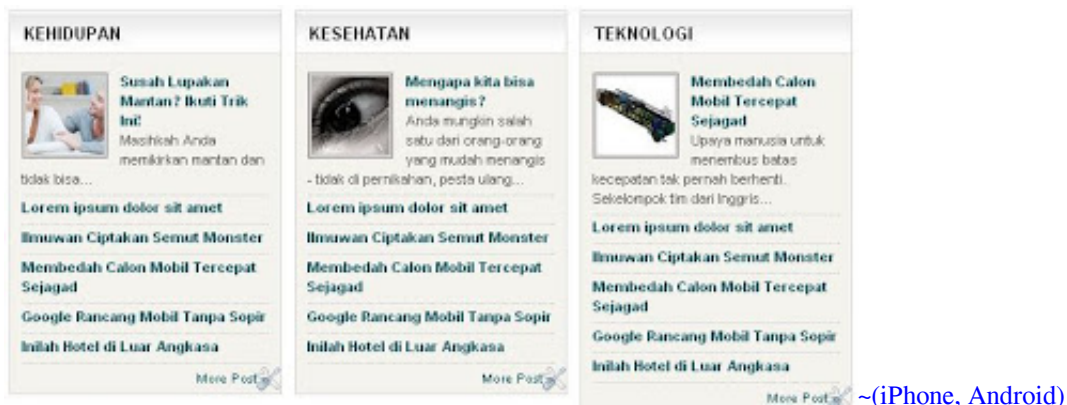 KEHIDUPAN
Susah Lupakan
Mantan? Ikuti Trik
Ini!
Masihkah Anda
memikirkan mantan dan
tidak bisa...
Lorem ipsum dolor sit amet
Ilmuwan Ciptakan Semut Monster
Membedah Calon Mobil Tercepat
Sejagad
Google Rancang Mobil Tanpa Sopir
Inilah Hotel di Luar Angkasa
More Post
KESEHATAN
Mengapa kita bisa
menangis?
Anda mungkin salah
satu dari orang-orang
yang mudah menangis
- tidak di pernikahan, pesta ulang...
Lorem ipsum dolor sit amet
Ilmuwan Ciptakan Semut Monster
Membedah Calon Mobil Tercepat
Sejagad
Google Rancang Mobil Tanpa Sopir
Inilah Hotel di Luar Angkasa
More Post
TEKNOLOGI
Membedah Calon
Mobil Tercepat
Sejagad
Upaya manusia untuk
menembus batas
kecepatan tak pernah berhenti.
Sekelompok tim dari Inggris...
Lorem ipsum dolor sit amet
Ilmuwan Ciptakan Semut Monster
Membedah Calon Mobil Tercepat
Sejagad
Google Rancang Mobil Tanpa Sopir
Inilah Hotel di Luar Angkasa
More Post
~(iPhone, Android)